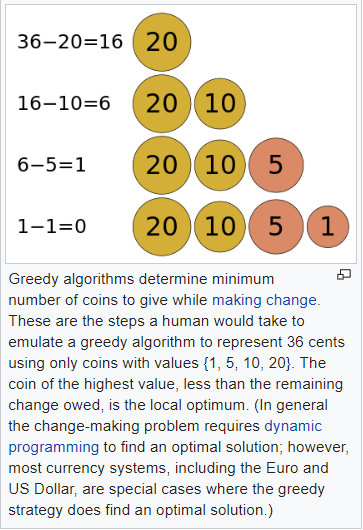 36−20=16 20
16−10=6 20 10
6−5=1 20 10 5
1−1=0 20 10 5 1
Greedy algorithms determine minimum
number of coins to give while making change.
These are the steps a human would take to
emulate a greedy algorithm to represent 36 cents
using only coins with values {1, 5, 10, 20}. The
coin of the highest value, less than the remaining
change owed, is the local optimum. (In general
the change-making problem requires dynamic
programming to find an optimal solution; however,
most currency systems, including the Euro and
US Dollar, are special cases where the greedy
strategy does find an optimal solution.)